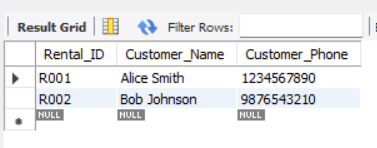 Result Grid Filter Rows:
Rental_ID Customer_Name Customer_Phone
R001 Alice Smith 1234567890
R002 Bob Johnson 9876543210
NULL NULL NULL